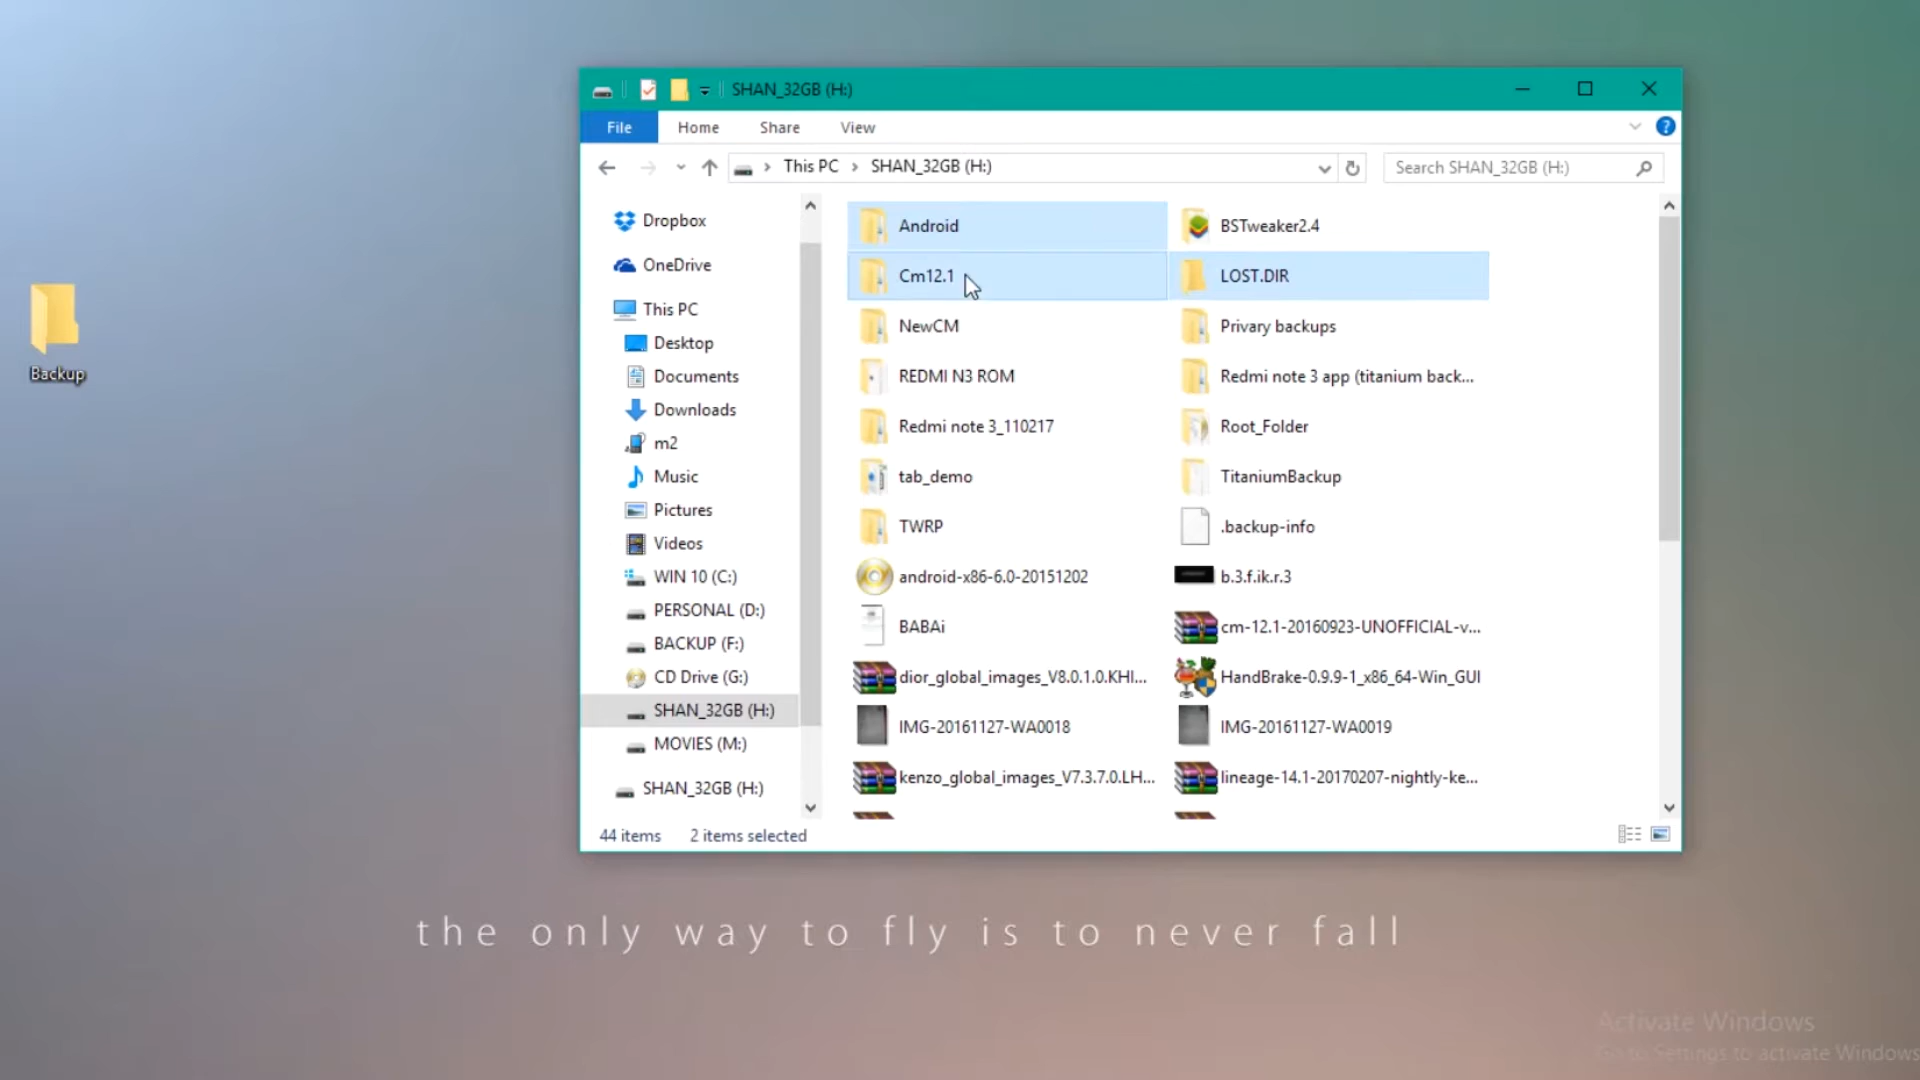 SHAN_32GB (H:)
File Home Share View
This PC SHAN_32GB (H:)
Search SHAN_32GB (H:)
Dropbox
OneDrive
This PC
Desktop
Documents
Downloads
m2
Music
Pictures
Videos
WIN 10 (C:)
PERSONAL (D:)
BACKUP (F:)
CD Drive (G:)
SHAN_32GB (H:)
MOVIES (M:)
SHAN_32GB (H:)
Android BSTweaker2.4
Cm12.1 LOST.DIR
NewCM Privary backups
REDMI N3 ROM Redmi note 3 app (titanium back...
Redmi note 3_110217 Root_Folder
tab_demo TitaniumBackup
TWRP .backup-info
android-x86-6.0-20151202 b.3.f.ik.r.3
BABAi cm-12.1-20160923-UNOFFICIAL-v...
dior_global_images_V8.0.1.0.KHI... HandBrake-0.9.9-1_x86_64-Win_GUI
IMG-20161127-WA0018 IMG-20161127-WA0019
kenzo_global_images_V7.3.7.0.LH... lineage-14.1-20170207-nightly-ke...
44 items 2 items selected
Backup
the only way to fly is to never fall
Activate Windows
Go to Settings to activate Windows